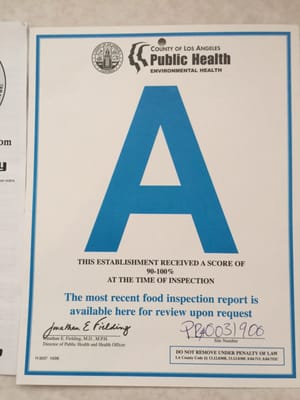 om
COUNTY OF LOS ANGELES
Public Health
ENVIRONMENTAL HEALTH
A
THIS ESTABLISHMENT RECEIVED A SCORE OF
90-100%
AT THE TIME OF INSPECTION
The most recent food inspection report is
available here for review upon request
Jonathan E Fielding
Jonathan E. Fielding, M.D., M.P.H.
Director of Public Health and Health Officer
Site Number
DO NOT REMOVE UNDER PENALTY OF LAW